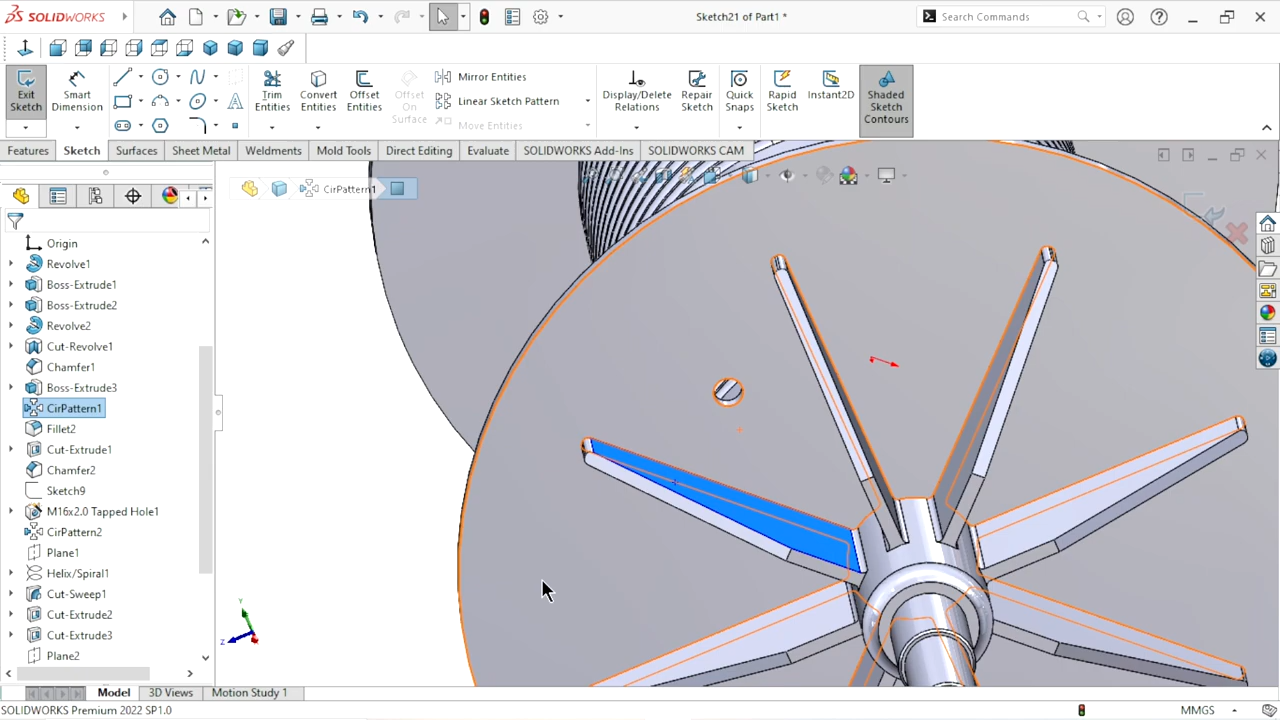 SOLIDWORKS
Sketch21 of Part1 *
Search Commands
Exit Sketch
Smart Dimension
Trim Entities
Convert Entities
Offset Entities
Offset On Surface
Mirror Entities
Linear Sketch Pattern
Move Entities
Display/Delete Relations
Repair Sketch
Quick Snaps
Rapid Sketch
Instant2D
Shaded Sketch Contours
Features
Sketch
Surfaces
Sheet Metal
Weldments
Mold Tools
Direct Editing
Evaluate
SOLIDWORKS Add-Ins
SOLIDWORKS CAM
CirPattern1
Origin
Revolve1
Boss-Extrude1
Boss-Extrude2
Revolve2
Cut-Revolve1
Chamfer1
Boss-Extrude3
CirPattern1
Fillet2
Cut-Extrude1
Chamfer2
Sketch9
M16x2.0 Tapped Hole1
CirPattern2
Plane1
Helix/Spiral1
Cut-Sweep1
Cut-Extrude2
Cut-Extrude3
Plane2
Y
Z
Model
3D Views
Motion Study 1
SOLIDWORKS Premium 2022 SP1.0
MMGS